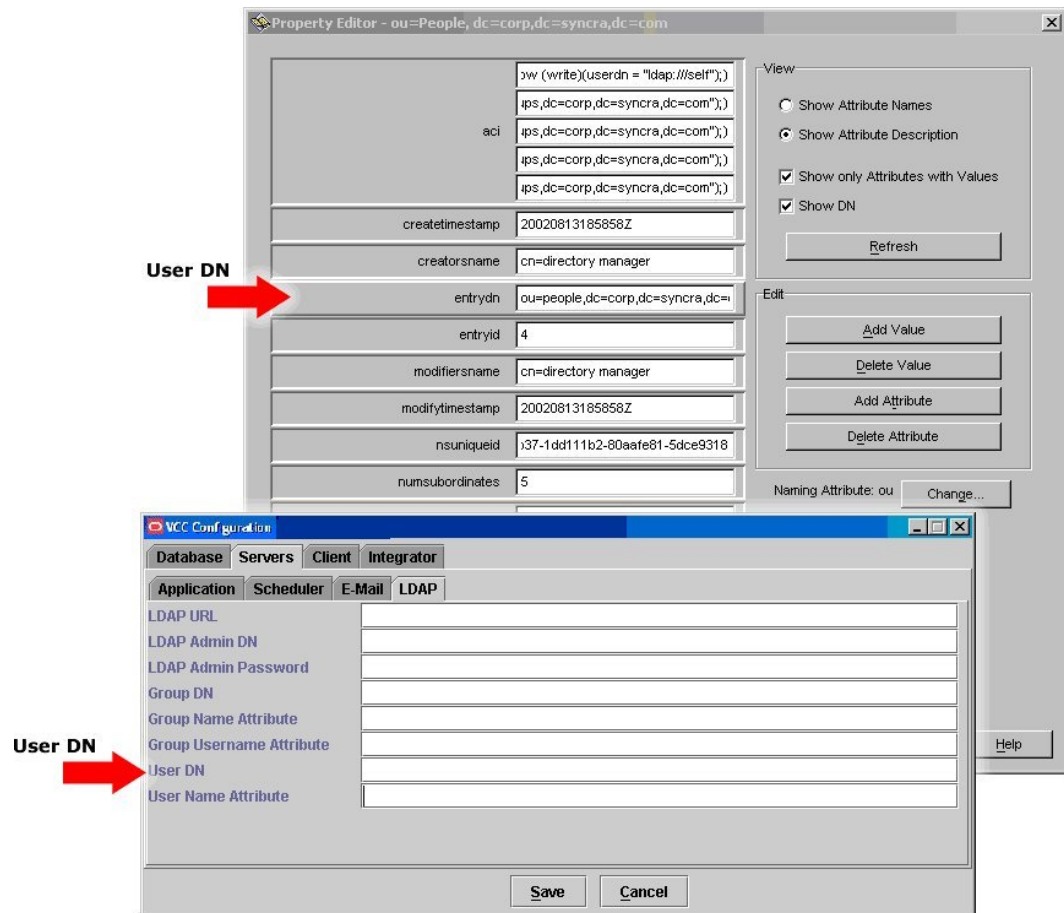 Property Editor - ou=People, dc=corp,dc=syncra,dc=com
ow (write)(userdn = "ldap:///self");)
ups,dc=corp,dc=syncra,dc=com");)
aci ups,dc=corp,dc=syncra,dc=com");)
ups,dc=corp,dc=syncra,dc=com");)
ups,dc=corp,dc=syncra,dc=com");)
createtimestamp 20020813185858Z
creatorsname cn=directory manager
User DN
entrydn ou=people,dc=corp,dc=syncra,dc=
entryid 4
modifiersname cn=directory manager
modifytimestamp 20020813185858Z
nsuniqueid 37-1dd111b2-80aafe81-5dce9318
numsubordinates 5
View
Show Attribute Names
Show Attribute Description
Show only Attributes with Values
Show DN
Refresh
Edit
Add Value
Delete Value
Add Attribute
Delete Attribute
Naming Attribute: ou Change...
Help
VCC Configuration
Database Servers Client Integrator
Application Scheduler E-Mail LDAP
LDAP URL
LDAP Admin DN
LDAP Admin Password
Group DN
Group Name Attribute
Group Username Attribute
User DN
User DN
User Name Attribute
Save Cancel